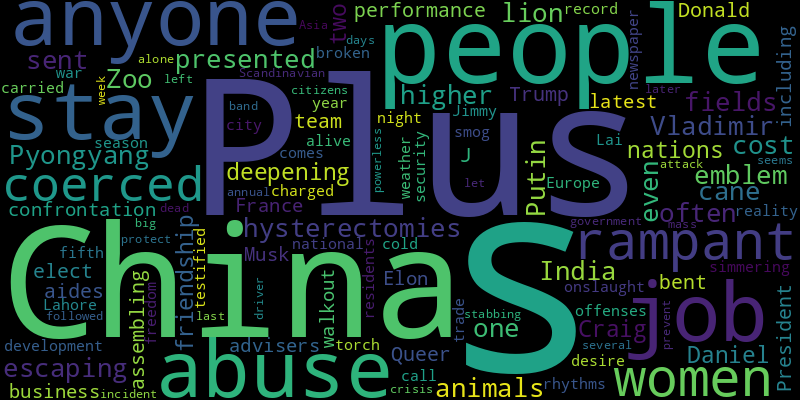 anyone
Asia
two
performance
lion
record
Donald
people
newspaper
including
sent
presented
broken
days
war
alone
left
Scandinavian
carried
Zoo
week
stay
Plus
citizens
year
higher
Trump
later
latest
fields
band
night
Jimmy
Vladimir
team
city
alive
smog
Lai
nations
cost
season
Pyongyang
comes
powerless
weather
security
J
Putin
Europe
attack
seems
deepening
annual
charged
let
even
emblem
coerced
cane
confrontation
dead
France
often
reality
big
friendship
testified
hysterectomies
government
mass
rampant
China
S
protect
fifth
Musk
national
residents
cold
India
simmering
elect
aides
Elon
bent
Lahore
assembling
freedom
walkout
trade
onslaught
job
prevent
President
followed
last
driver
stabbing
offenses
one
Craig
development
advisers
torch
several
Queer
desire
Daniel
escaping
abuse
call
rhythms
women
business
incident
crisis
animals